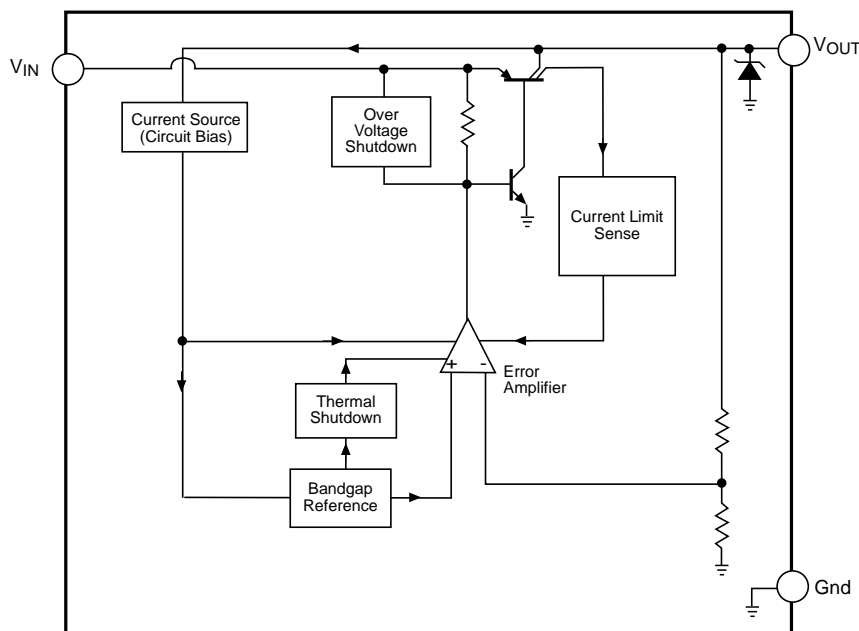 VOUT
VIN
Current Source
(Circuit Bias)
Over
Voltage
Shutdown
Current Limit
Sense
+ -
Error
Amplifier
Thermal
Shutdown
Bandgap
Reference
Gnd